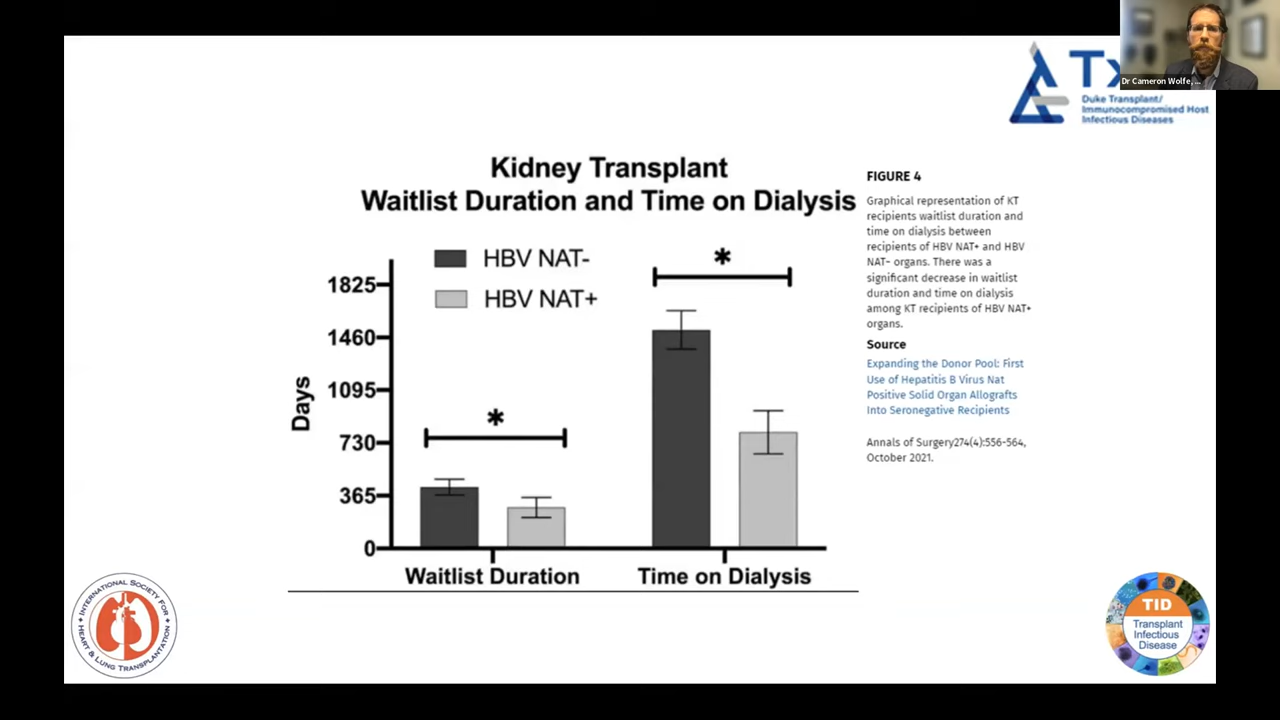 Dr Cameron Wolfe, ...
Duke Transplant/
Immunocompromised Host
Infectious Diseases
Kidney Transplant
Waitlist Duration and Time on Dialysis
HBV NAT-
HBV NAT+
*
*
Days
1825
1460
1095
730
365
0
Waitlist Duration
Time on Dialysis
FIGURE 4
Graphical representation of KT
recipients waitlist duration and
time on dialysis between
recipients of HBV NAT+ and HBV
NAT- organs. There was a
significant decrease in waitlist
duration and time on dialysis
among KT recipients of HBV NAT+
organs.
Source
Expanding the Donor Pool: First
Use of Hepatitis B Virus Nat
Positive Solid Organ Allografts
Into Seronegative Recipients
Annals of Surgery274(4):556-564,
October 2021.
INTERNATIONAL SOCIETY FOR
HEART & LUNG TRANSPLANTATION
TID
Transplant
Infectious
Disease